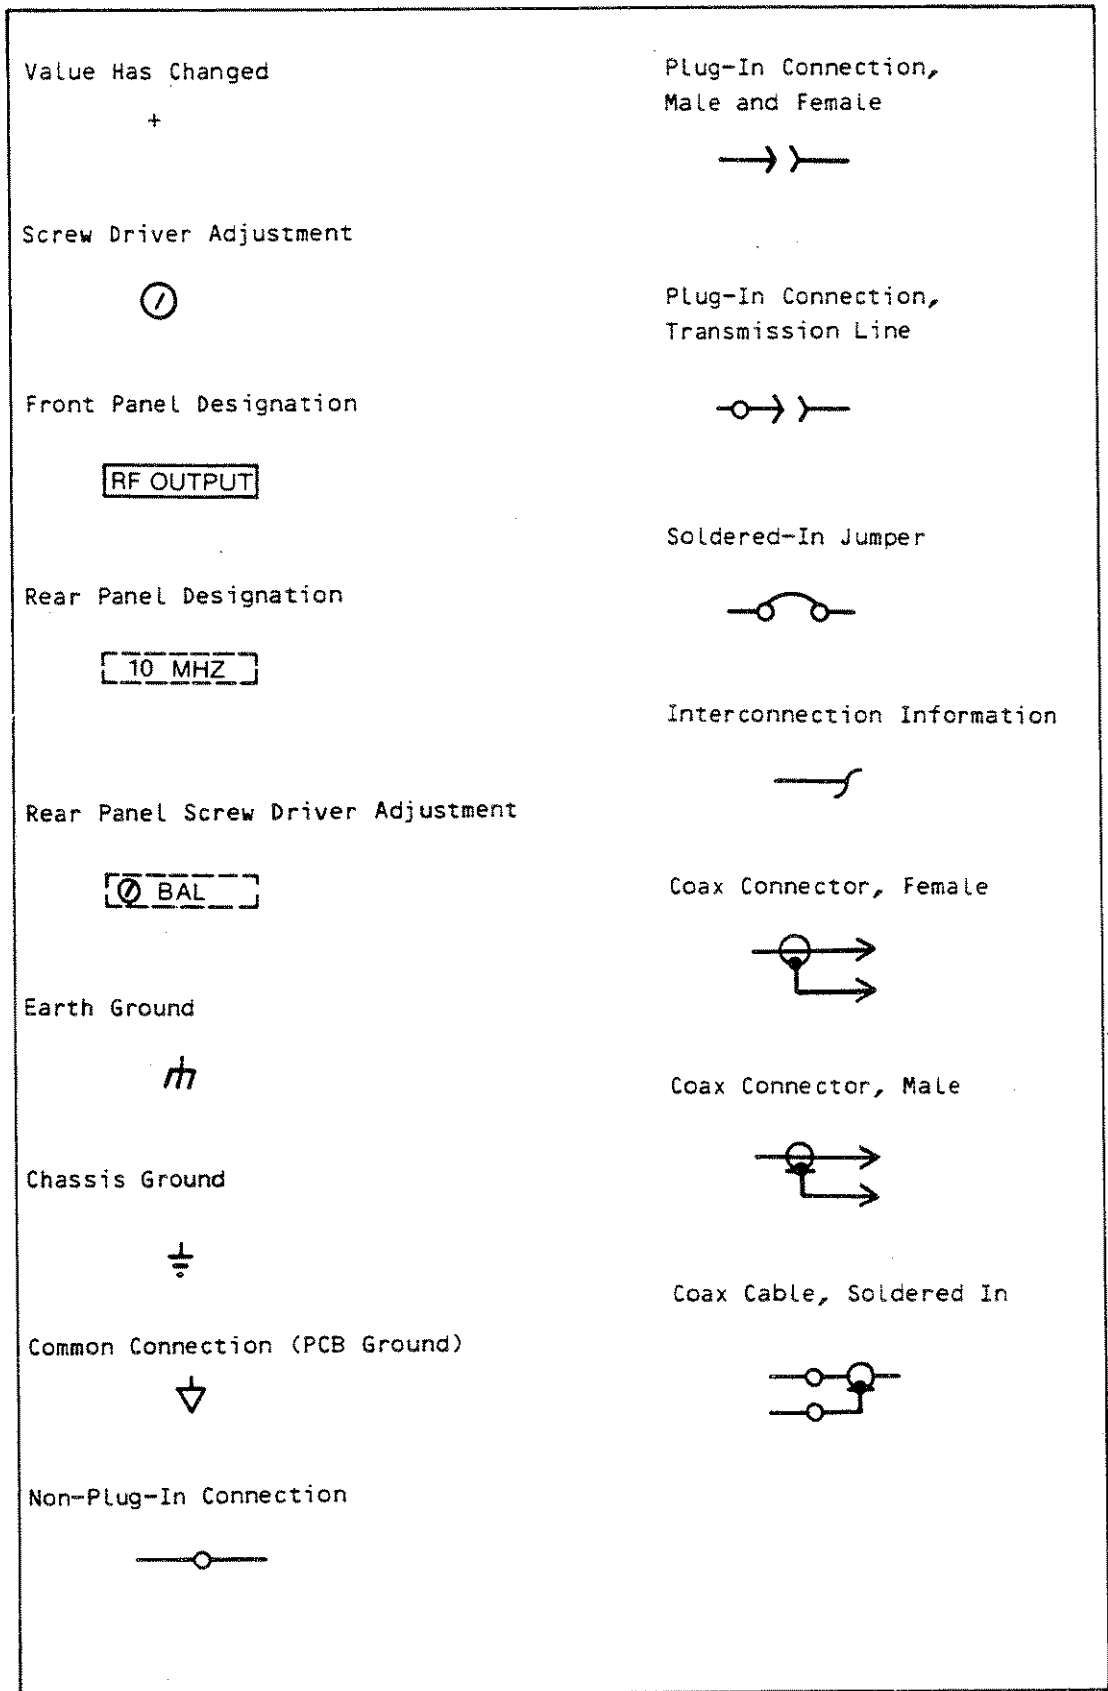 Value Has Changed
+
Screw Driver Adjustment
Front Panel Designation
RF OUTPUT
Rear Panel Designation
10 MHZ
Rear Panel Screw Driver Adjustment
BAL
Earth Ground
Chassis Ground
Common Connection (PCB Ground)
Non-Plug-In Connection
Plug-In Connection,
Male and Female
Plug-In Connection,
Transmission Line
Soldered-In Jumper
Interconnection Information
Coax Connector, Female
Coax Connector, Male
Coax Cable, Soldered In